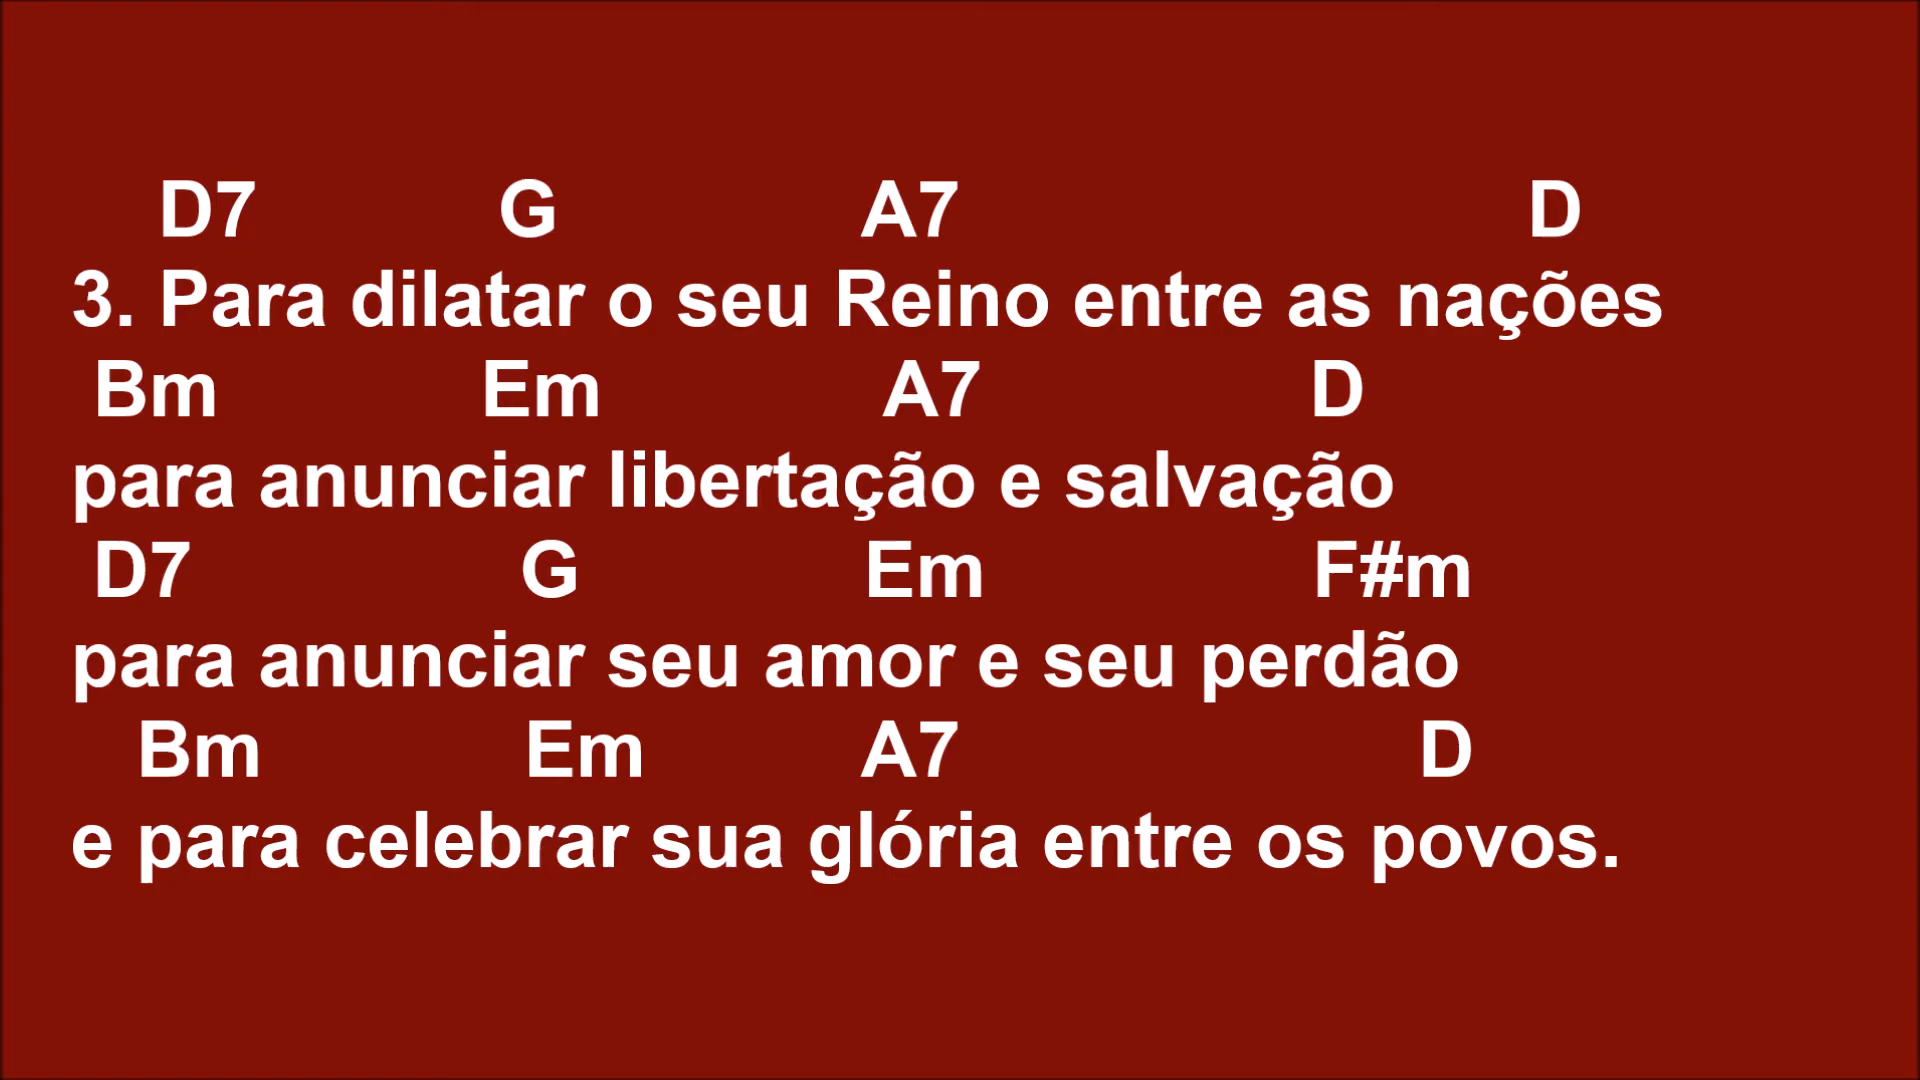 D7 G A7 D
3. Para dilatar o seu Reino entre as nações
Bm Em A7 D
para anunciar libertação e salvação
D7 G Em F#m
para anunciar seu amor e seu perdão
Bm Em A7 D
e para celebrar sua glória entre os povos.